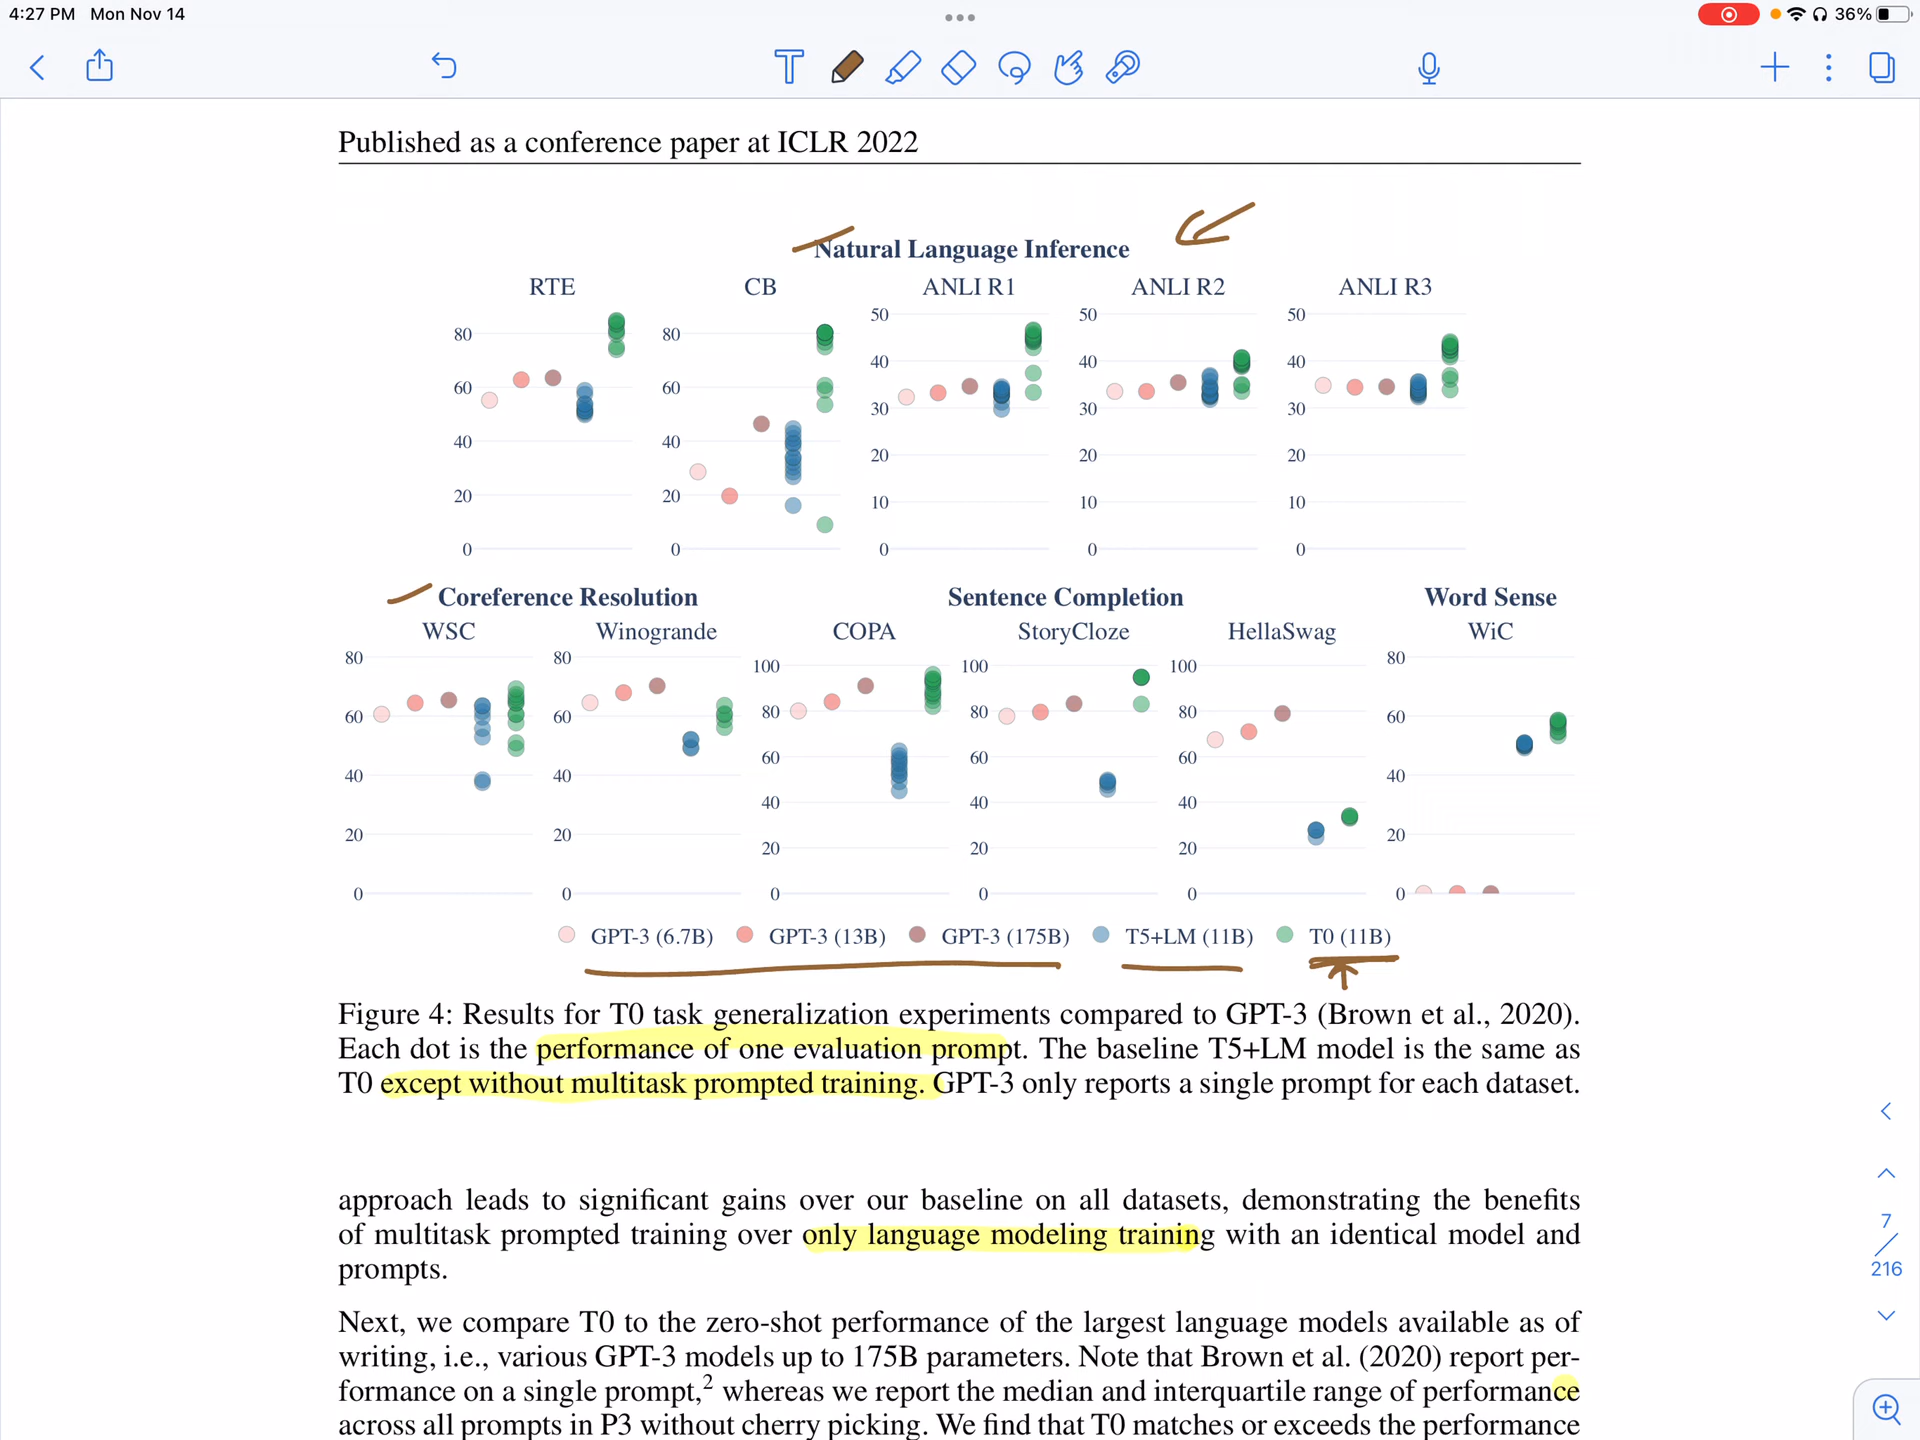 4:27 PM Mon Nov 14
36%
Published as a conference paper at ICLR 2022
Natural Language Inference
RTE CB ANLI R1 ANLI R2 ANLI R3
80 60 40 20 0
80 60 40 20 0
50 40 30 20 10 0
50 40 30 20 10 0
50 40 30 20 10 0
Coreference Resolution Sentence Completion Word Sense
WSC Winogrande COPA StoryCloze HellaSwag WiC
80 60 40 20 0
80 60 40 20 0
100 80 60 40 20 0
100 80 60 40 20 0
100 80 60 40 20 0
80 60 40 20 0
GPT-3 (6.7B) GPT-3 (13B) GPT-3 (175B) T5+LM (11B) T0 (11B)
Figure 4: Results for T0 task generalization experiments compared to GPT-3 (Brown et al., 2020).
Each dot is the performance of one evaluation prompt. The baseline T5+LM model is the same as
T0 except without multitask prompted training. GPT-3 only reports a single prompt for each dataset.
approach leads to significant gains over our baseline on all datasets, demonstrating the benefits
of multitask prompted training over only language modeling training with an identical model and
prompts.
Next, we compare T0 to the zero-shot performance of the largest language models available as of
writing, i.e., various GPT-3 models up to 175B parameters. Note that Brown et al. (2020) report per-
formance on a single prompt,2 whereas we report the median and interquartile range of performance
across all prompts in P3 without cherry picking. We find that T0 matches or exceeds the performance
7
216